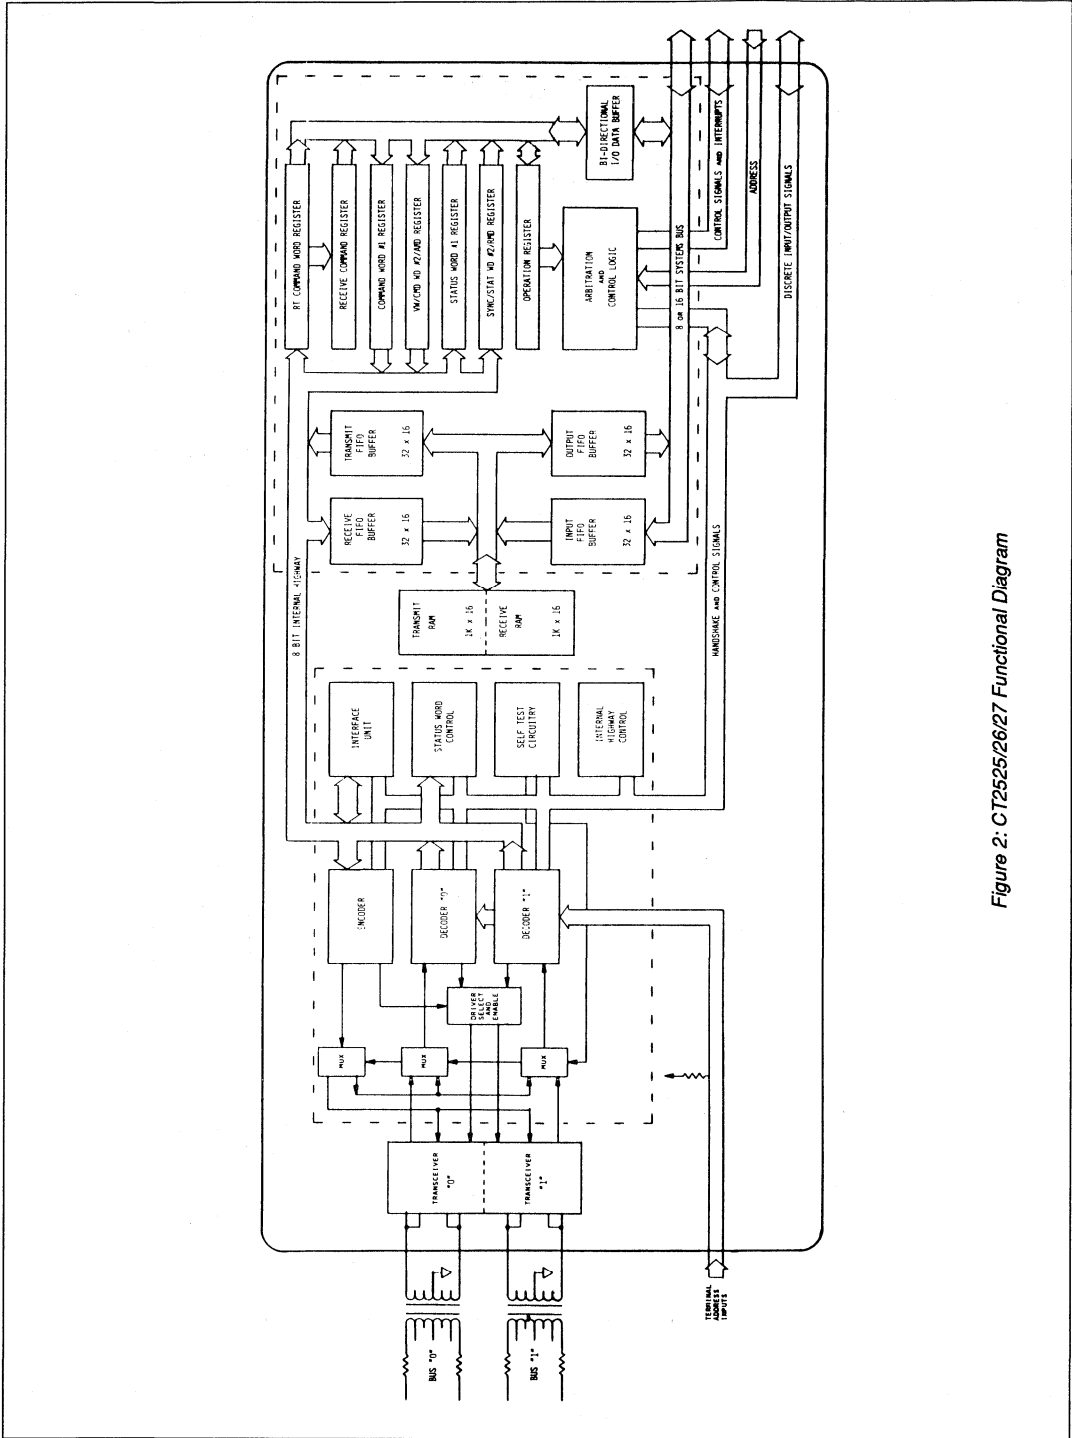 BUS "0"
BUS "1"
TERMINAL
ADDRESS
INPUTS
TRANSCEIVER
"0"
TRANSCEIVER
"1"
MUX
MUX
MUX
DRIVER
SELECT
AND
ENABLE
ENCODER
DECODER "0"
DECODER "1"
INTERFACE
UNIT
STATUS WORD
CONTROL
SELF TEST
CIRCUITRY
INTERNAL
HIGHWAY
CONTROL
8 BIT INTERNAL HIGHWAY
TRANSMIT
RAM
1K x 16
RECEIVE
RAM
1K x 16
RECEIVE
FIFO
BUFFER
32 x 16
TRANSMIT
FIFO
BUFFER
32 x 16
INPUT
FIFO
BUFFER
32 x 16
OUTPUT
FIFO
BUFFER
32 x 16
RT COMMAND WORD REGISTER
RECEIVE COMMAND REGISTER
COMMAND WORD #1 REGISTER
VW/CMD WD #2/AMD REGISTER
STATUS WORD #1 REGISTER
SYNC/STAT WD #2/RMD REGISTER
OPERATION REGISTER
ARBITRATION
AND
CONTROL LOGIC
BI-DIRECTIONAL
I/O DATA BUFFER
8 OR 16 BIT SYSTEMS BUS
CONTROL SIGNALS AND INTERRUPTS
ADDRESS
DISCRETE INPUT/OUTPUT SIGNALS
HANDSHAKE AND CONTROL SIGNALS
Figure 2: CT2525/26/27 Functional Diagram